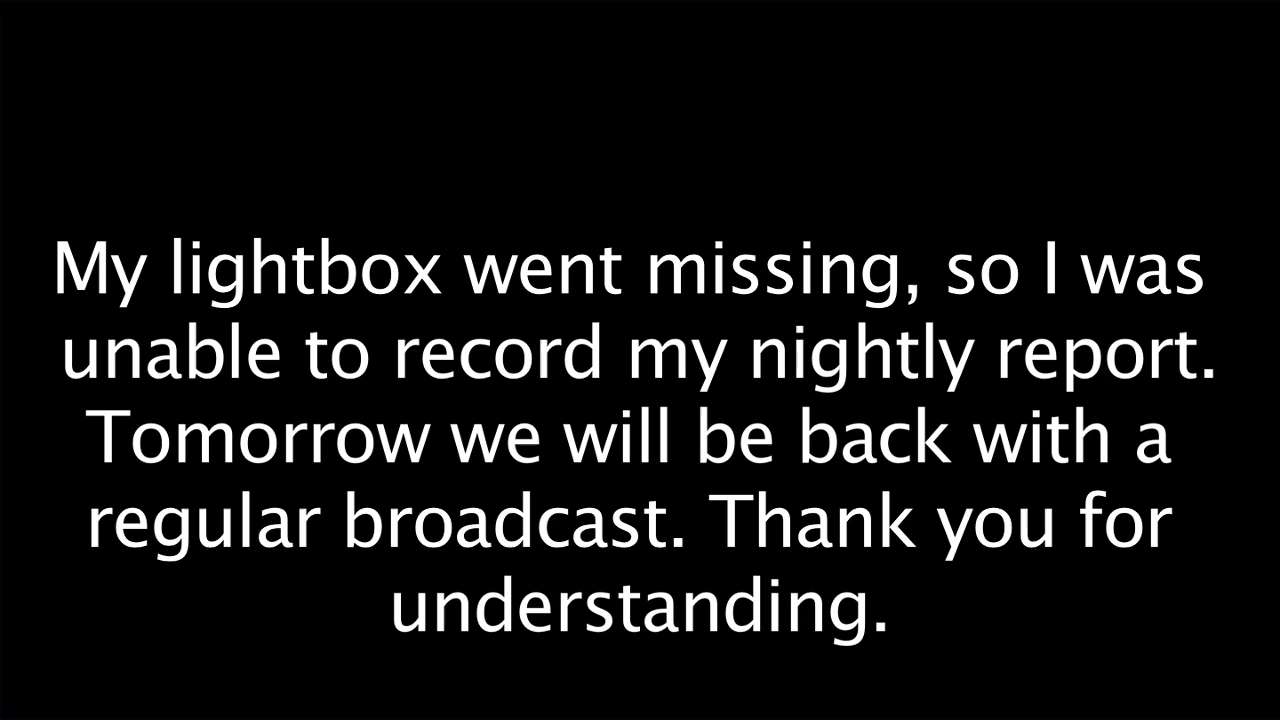 My lightbox went missing, so I was
unable to record my nightly report.
Tomorrow we will be back with a
regular broadcast. Thank you for
understanding.